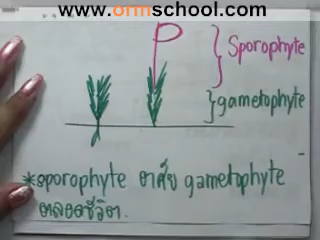 www.ormschool.com
Sporophyte
gametophyte
*sporophyte อาศัย gametophyte
ตลอดชีวิต.